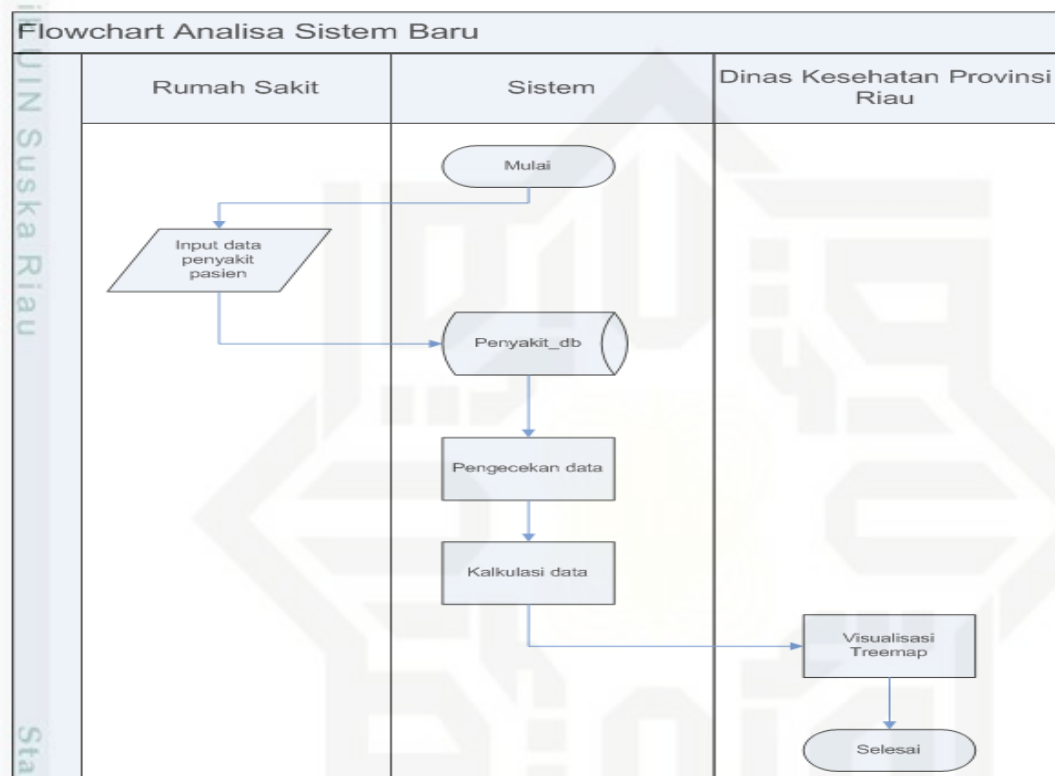 Flowchart Analisa Sistem Baru
Rumah Sakit
Sistem
Dinas Kesehatan Provinsi
Riau
Mulai
Input data
penyakit
pasien
Penyakit_db
Pengecekan data
Kalkulasi data
Visualisasi
Treemap
Selesai
UIN Suska Riau
Sta